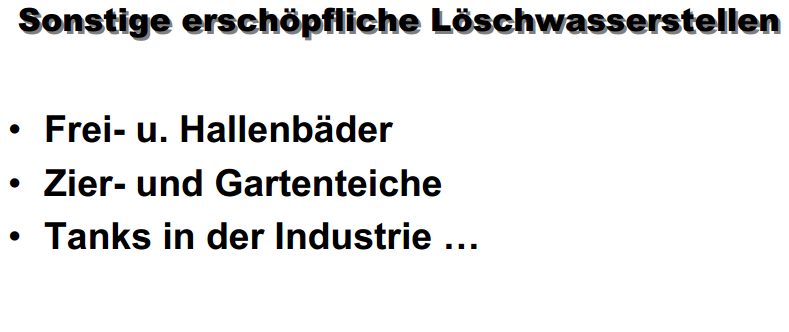 Sonstige erschöpfliche Löschwasserstellen
• Frei- u. Hallenbäder
• Zier- und Gartenteiche
• Tanks in der Industrie …